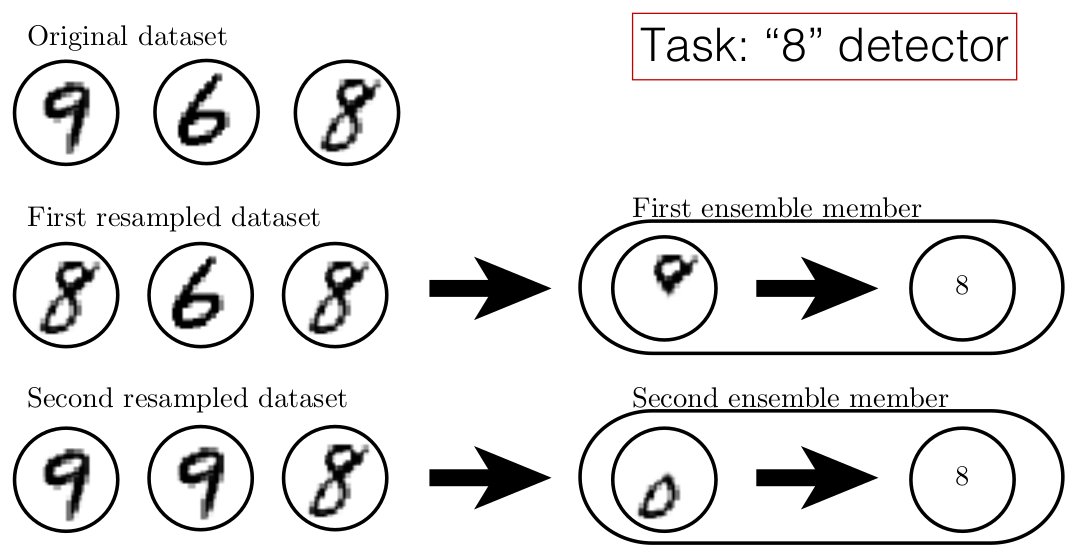 Original dataset
Task: “8” detector
9 6 8
First resampled dataset
First ensemble member
8 6 8
8
Second resampled dataset
Second ensemble member
9 9 8
8